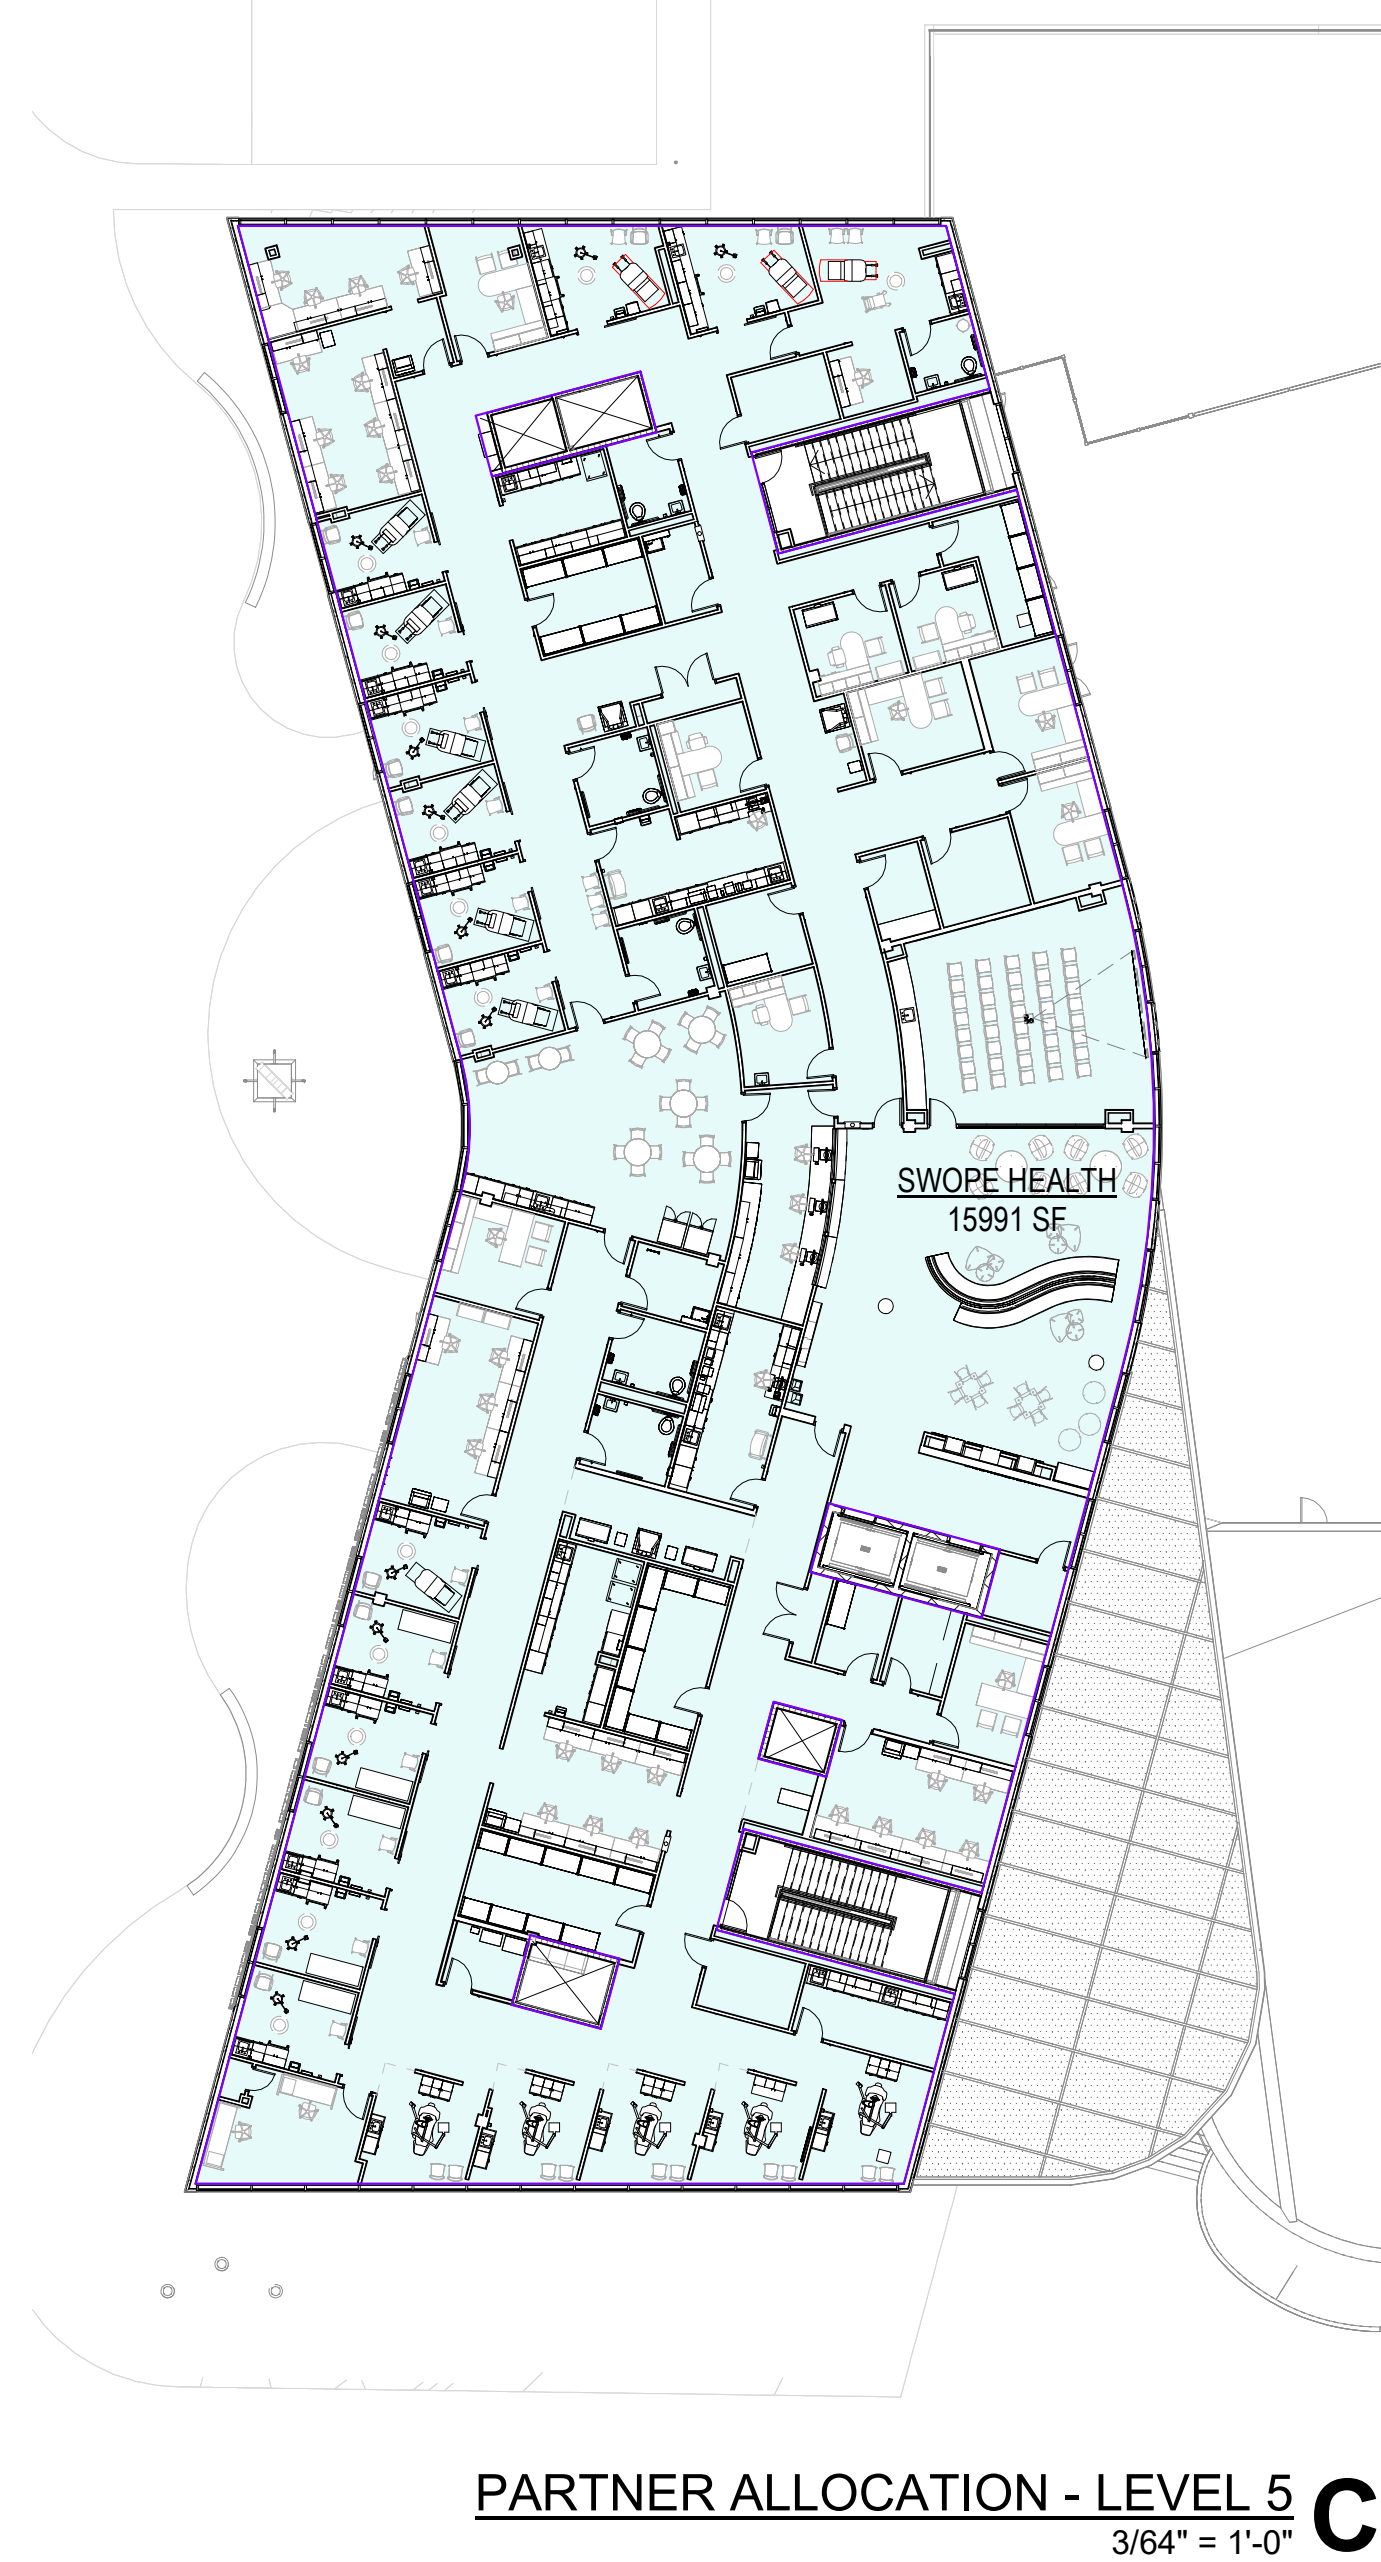 SWOPE HEALTH
15991 SF
PARTNER ALLOCATION - LEVEL 5
C
3/64" = 1'-0"